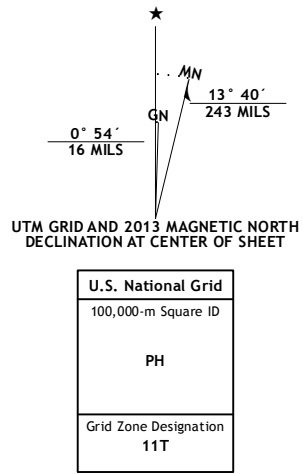 ★
MN
13° 40´
243 MILS
GN
0° 54´
16 MILS
UTM GRID AND 2013 MAGNETIC NORTH
DECLINATION AT CENTER OF SHEET
U.S. National Grid
100,000-m Square ID
PH
Grid Zone Designation
11T